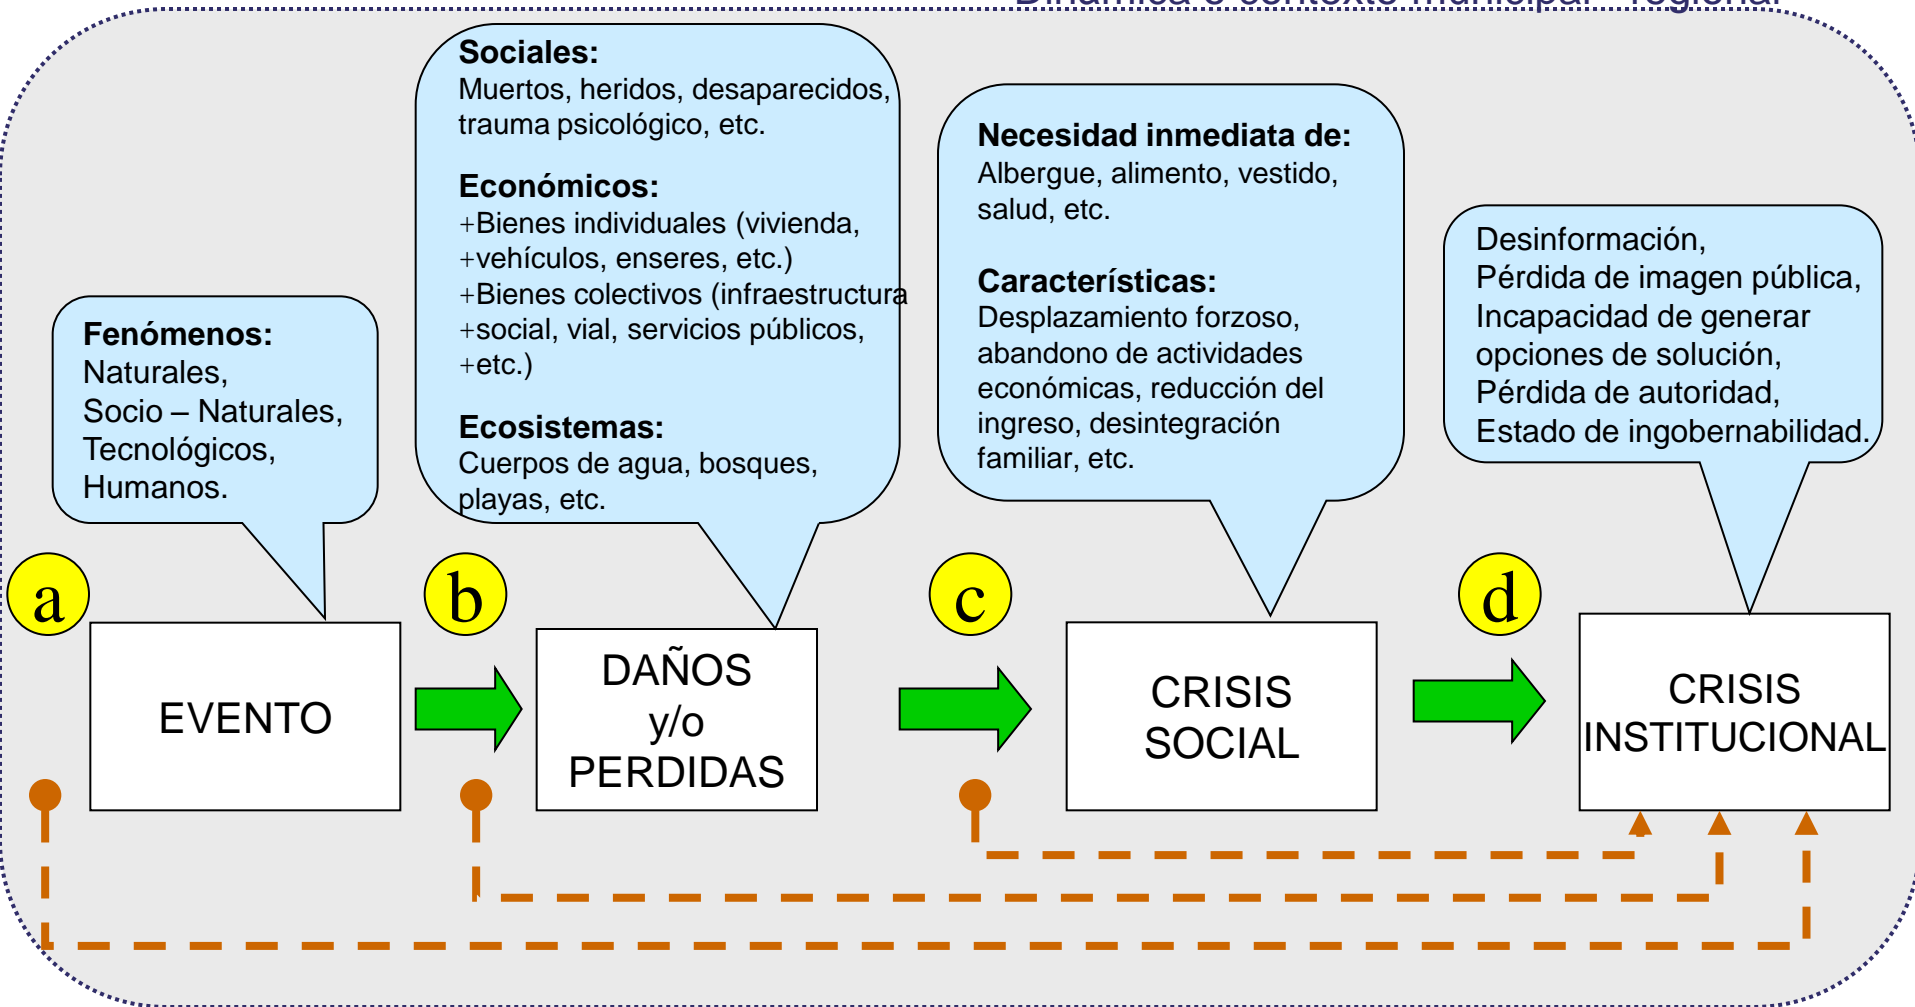 Dinámica o contexto municipal - regional
Sociales:
Muertos, heridos, desaparecidos,
trauma psicológico, etc.
Económicos:
+Bienes individuales (vivienda,
+vehículos, enseres, etc.)
+Bienes colectivos (infraestructura
+social, vial, servicios públicos,
+etc.)
Ecosistemas:
Cuerpos de agua, bosques,
playas, etc.
Necesidad inmediata de:
Albergue, alimento, vestido,
salud, etc.
Características:
Desplazamiento forzoso,
abandono de actividades
económicas, reducción del
ingreso, desintegración
familiar, etc.
Desinformación,
Pérdida de imagen pública,
Incapacidad de generar
opciones de solución,
Pérdida de autoridad,
Estado de ingobernabilidad.
Fenómenos:
Naturales,
Socio – Naturales,
Tecnológicos,
Humanos.
a
b
c
d
EVENTO
DAÑOS
y/o
PERDIDAS
CRISIS
SOCIAL
CRISIS
INSTITUCIONAL